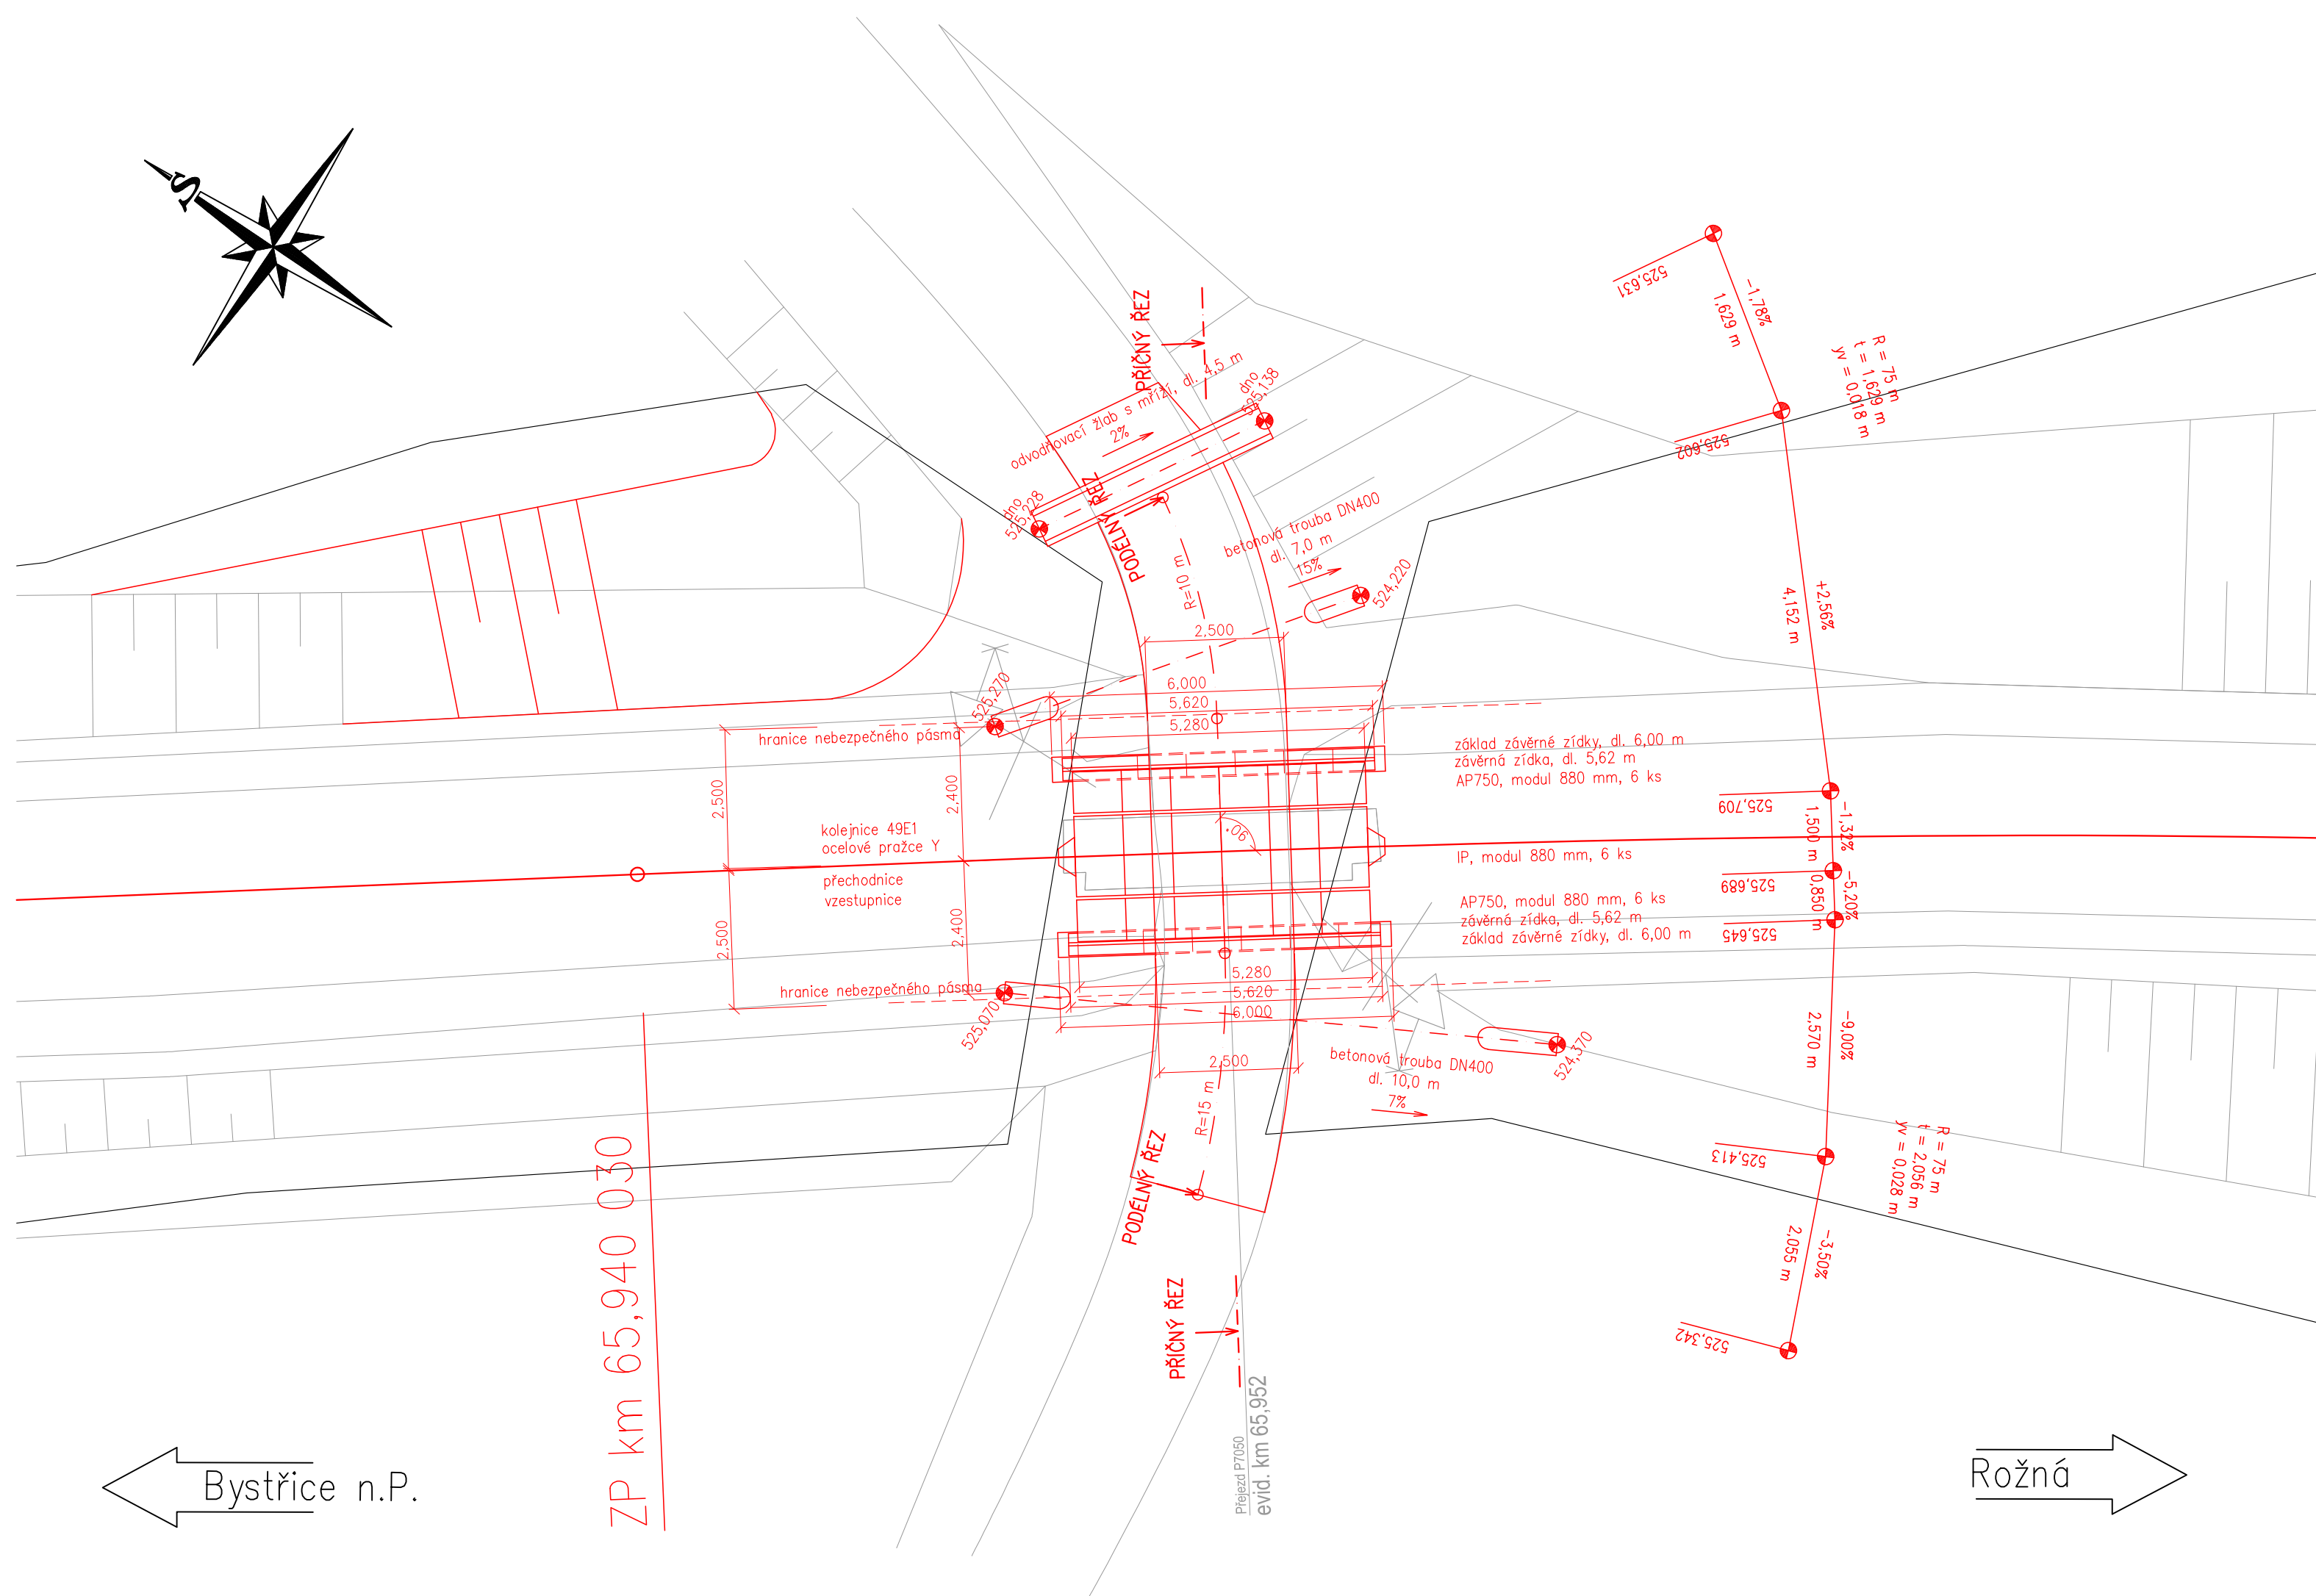 S
PŘÍČNÝ ŘEZ
odvodňovací žlab s mříží, dl. 4,5 m
2%
dno
525,138
dno
525,228
PODÉLNÝ ŘEZ
R=10 m
betonová trouba DN400
dl. 7,0 m
15%
524,220
2,500
525,270
6,000
5,620
5,280
hranice nebezpečného pásma
2,500
2,400
kolejnice 49E1
ocelové pražce Y
přechodnice
vzestupnice
90°
2,500
2,400
základ závěrné zídky, dl. 6,00 m
závěrná zídka, dl. 5,62 m
AP750, modul 880 mm, 6 ks
IP, modul 880 mm, 6 ks
AP750, modul 880 mm, 6 ks
závěrná zídka, dl. 5,62 m
základ závěrné zídky, dl. 6,00 m
hranice nebezpečného pásma
525,070
5,280
5,620
6,000
2,500
524,370
betonová trouba DN400
dl. 10,0 m
7%
R=15 m
PODÉLNÝ ŘEZ
PŘÍČNÝ ŘEZ
525,631
-1,78%
1,629 m
R = 75 m
t = 1,629 m
yv = 0,018 m
525,602
+2,56%
4,152 m
525,709
-1,32%
1,500 m
525,689
-5,20%
0,850 m
525,645
-9,00%
2,570 m
525,413
R = 75 m
t = 2,056 m
yv = 0,028 m
-3,50%
2,055 m
525,342
ZP km 65,940 030
Přejezd P7050
evid. km 65,952
Bystřice n.P.
Rožná